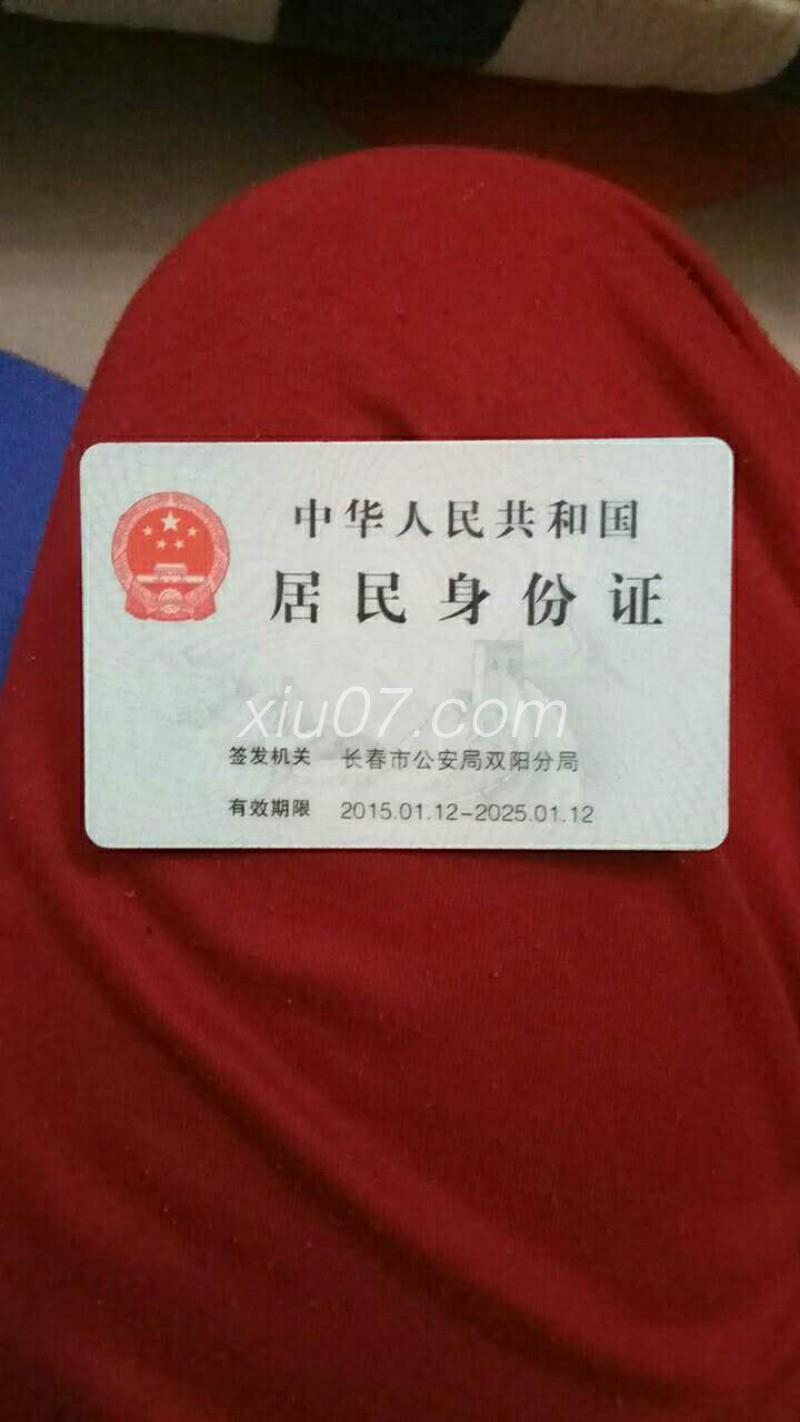 中华人民共和国
居民身份证
xiu07.com
签发机关 长春市公安局双阳分局
有效期限 2015.01.12-2025.01.12